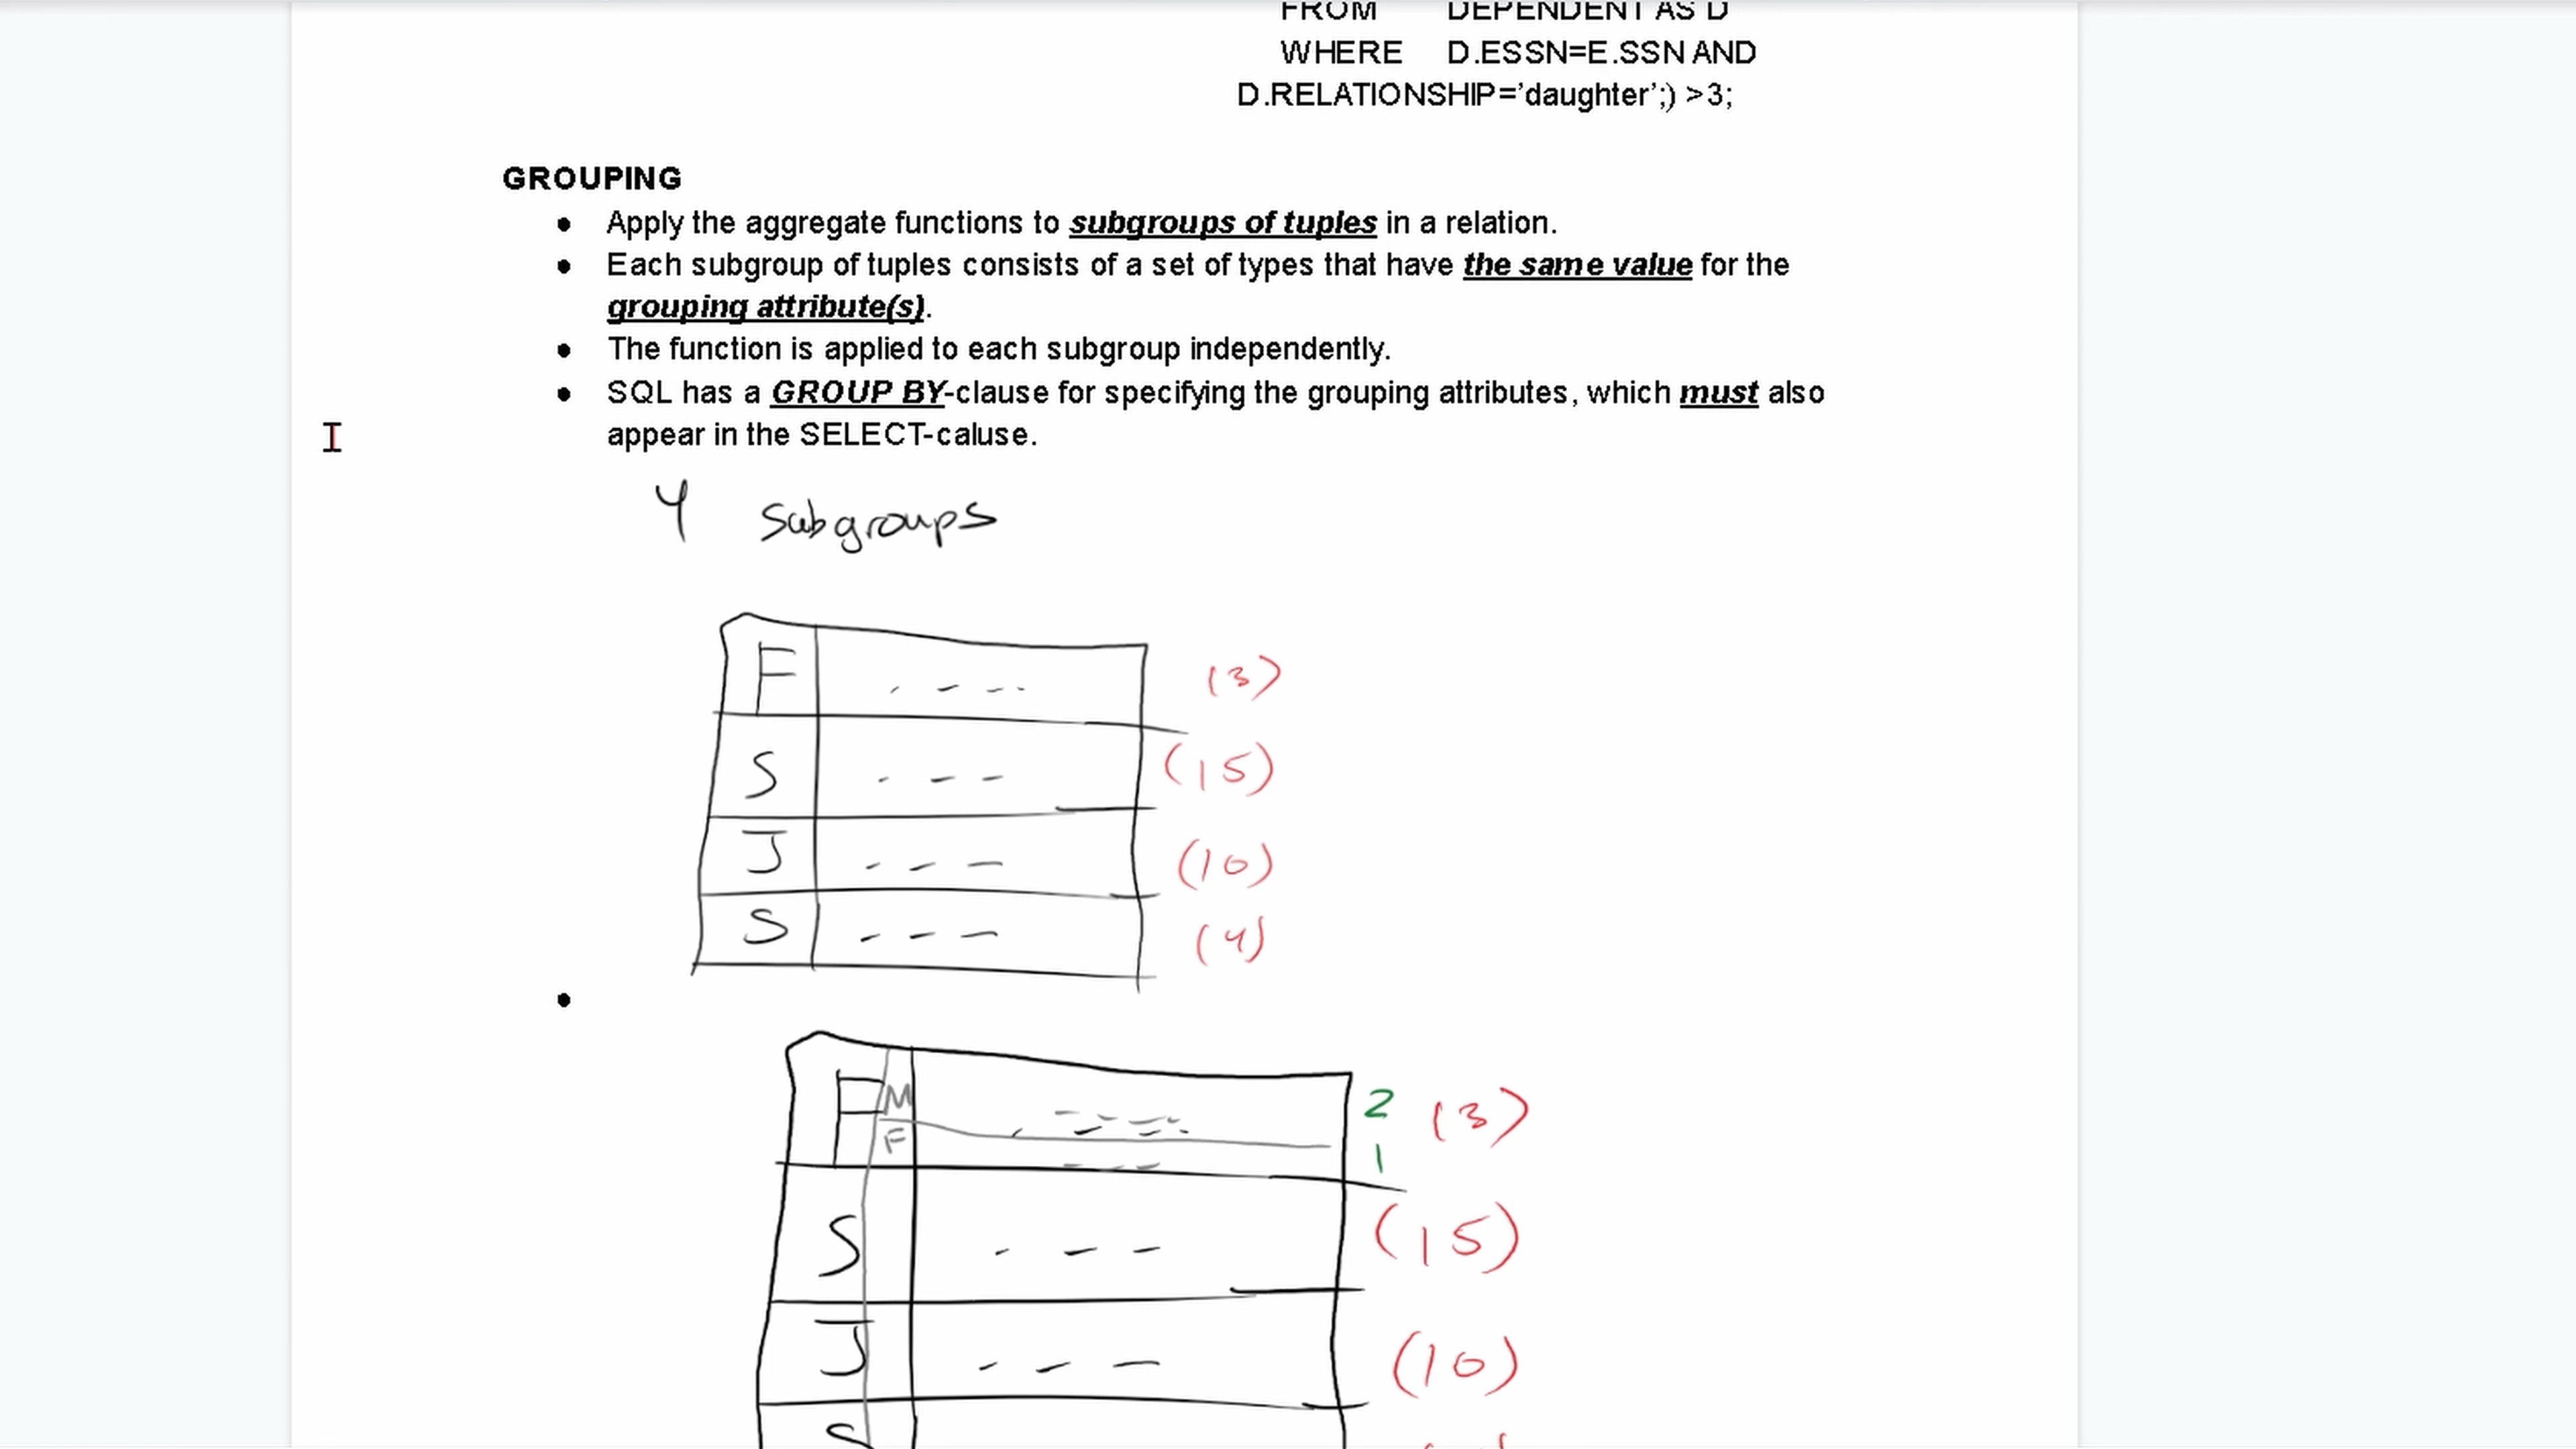 FROM DEPENDENT AS D
WHERE D.ESSN=E.SSN AND
D.RELATIONSHIP=’daughter’;) >3;
GROUPING
● Apply the aggregate functions to subgroups of tuples in a relation.
● Each subgroup of tuples consists of a set of types that have the same value for the
grouping attribute(s).
● The function is applied to each subgroup independently.
● SQL has a GROUP BY-clause for specifying the grouping attributes, which must also
appear in the SELECT-caluse.
4 Subgroups
F (3)
S (15)
J (10)
S (4)
●
F M 2 (3)
F 1
S (15)
J (10)
S